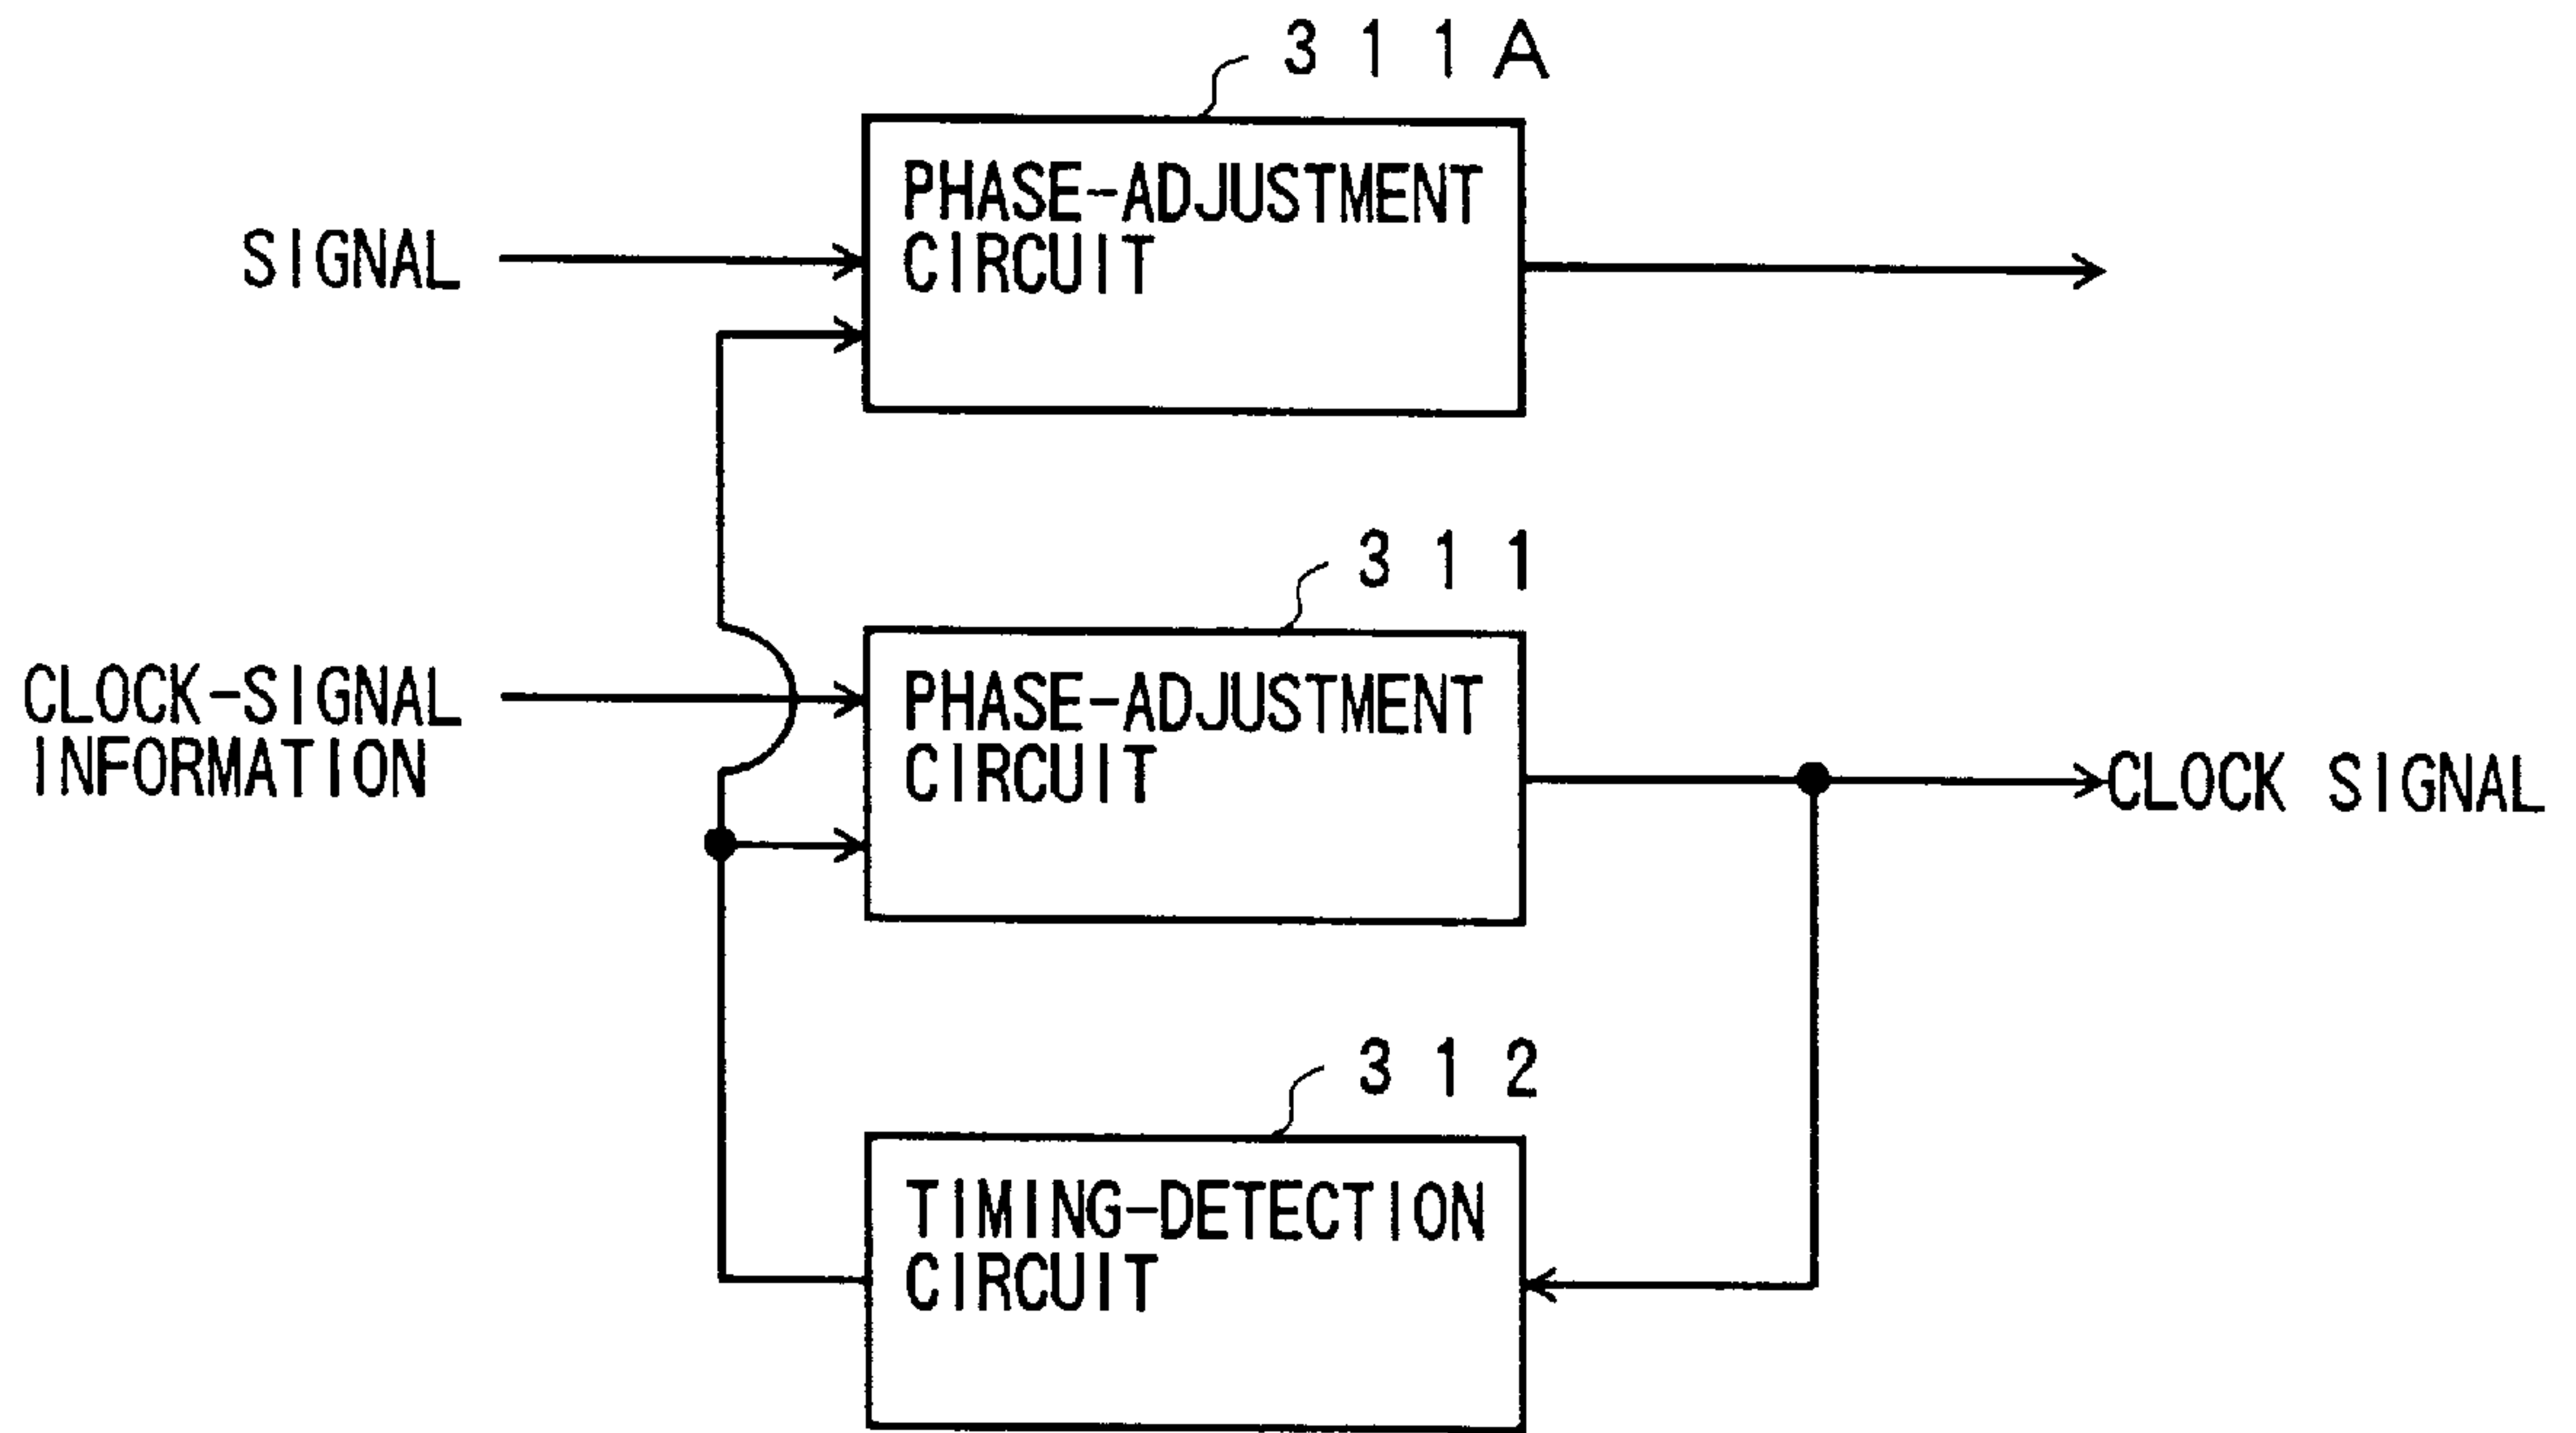 311A
PHASE-ADJUSTMENT
CIRCUIT
SIGNAL
311
CLOCK-SIGNAL
INFORMATION
PHASE-ADJUSTMENT
CIRCUIT
CLOCK SIGNAL
312
TIMING-DETECTION
CIRCUIT